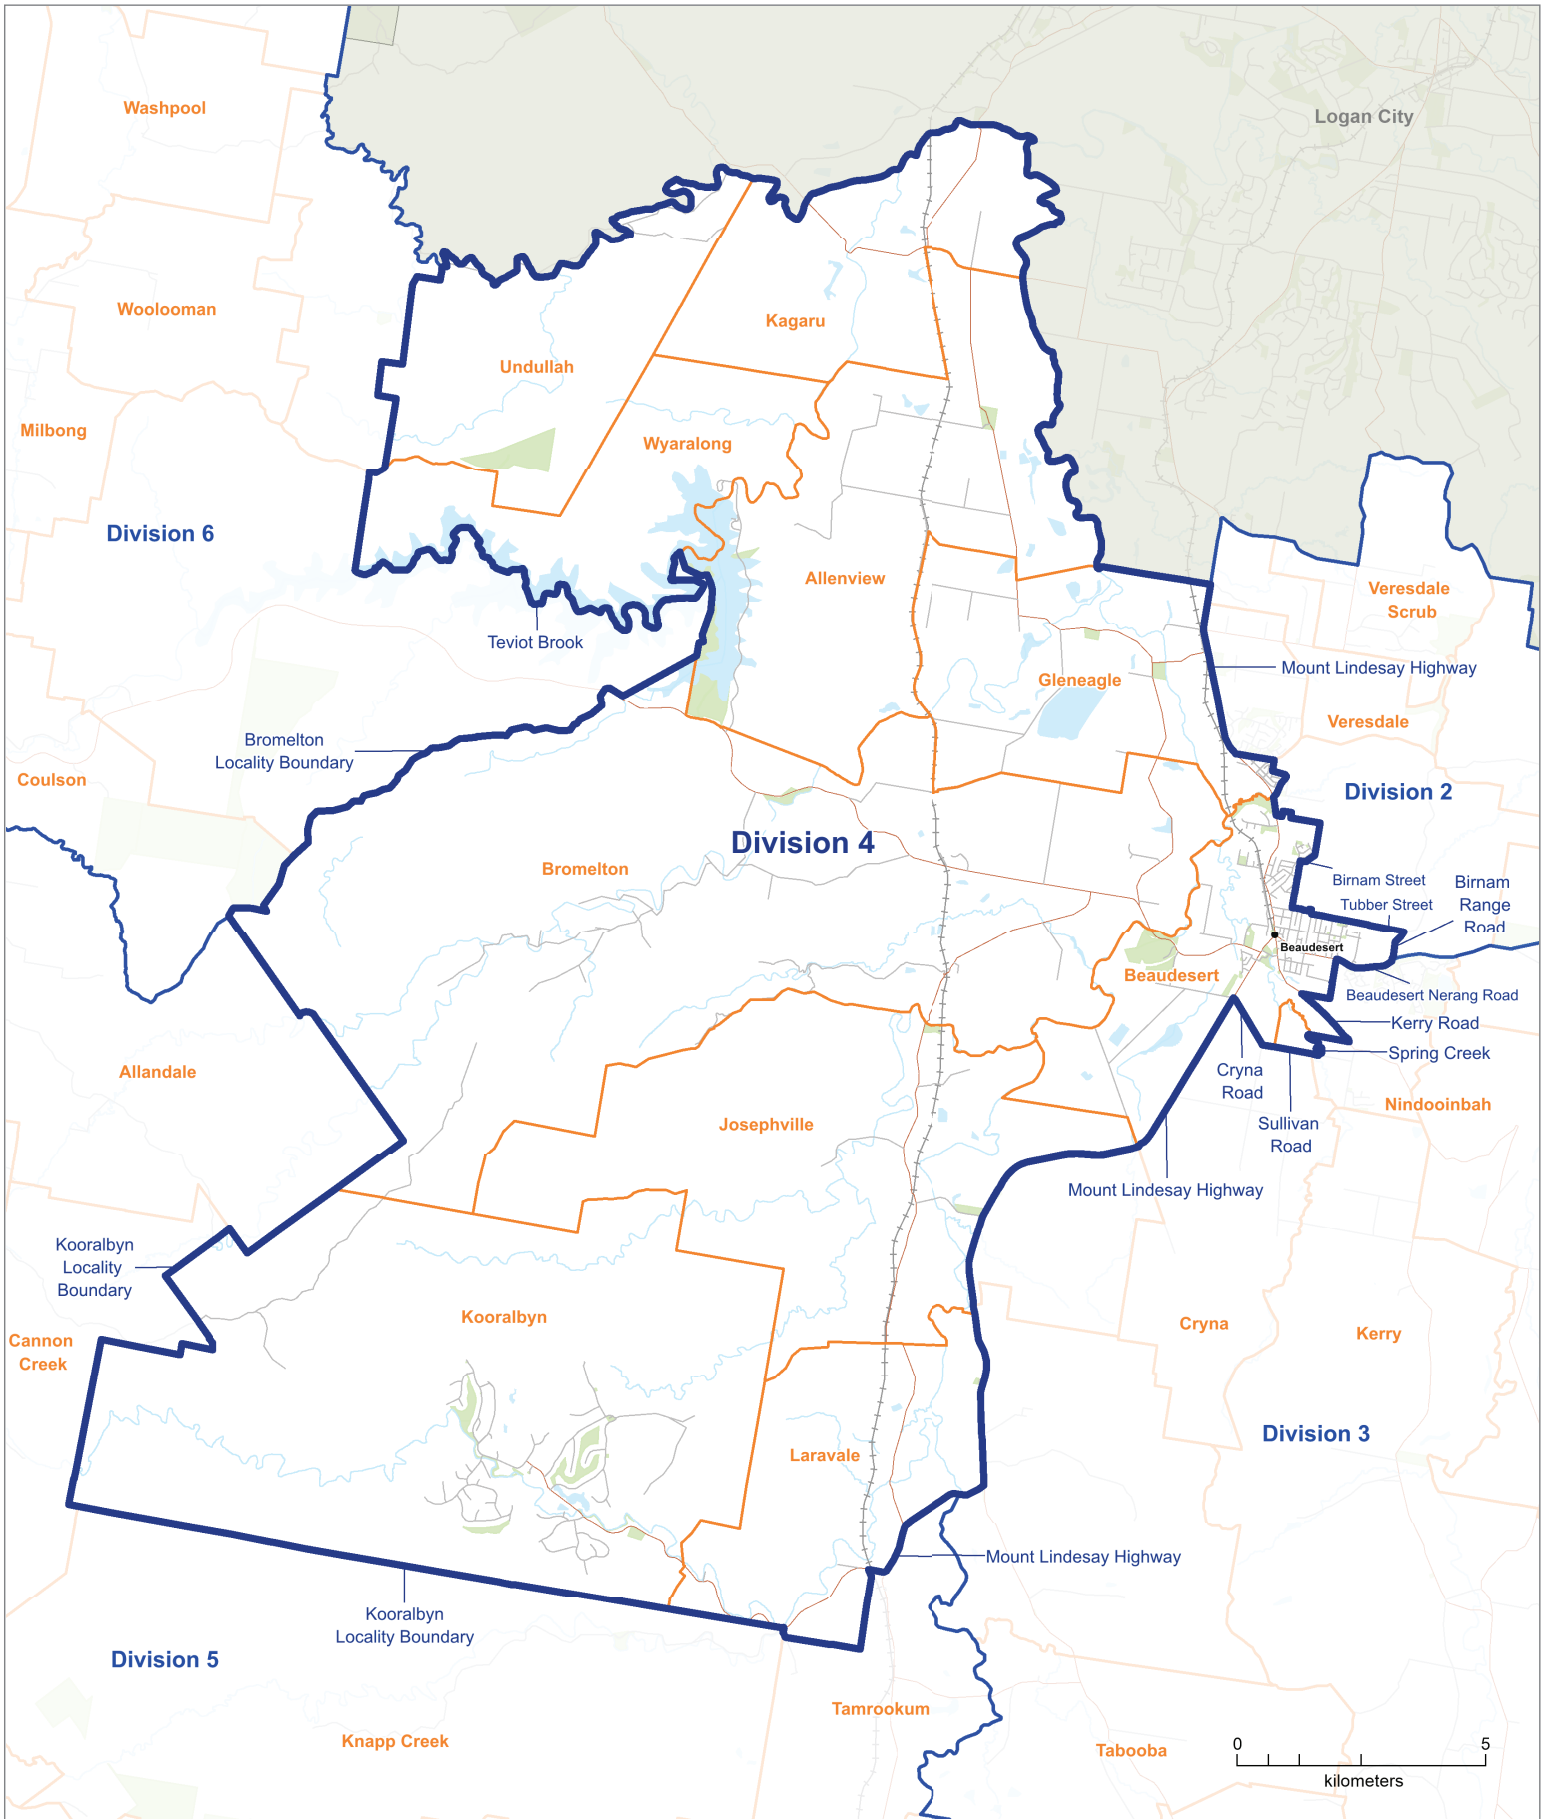 Washpool
Logan City
Woolooman
Kagaru
Undullah
Milbong
Wyaralong
Division 6
Allenview
Veresdale
Scrub
Teviot Brook
Mount Lindesay Highway
Gleneagle
Veresdale
Bromelton
Locality Boundary
Coulson
Division 2
Division 4
Bromelton
Birnam Street
Tubber Street
Birnam
Range
Road
Beaudesert
Beaudesert
Beaudesert Nerang Road
Kerry Road
Spring Creek
Allandale
Cryna
Road
Nindooinbah
Josephville
Sullivan
Road
Mount Lindesay Highway
Kooralbyn
Locality
Boundary
Kooralbyn
Cryna
Kerry
Cannon
Creek
Division 3
Laravale
Mount Lindesay Highway
Kooralbyn
Locality Boundary
Division 5
Tamrookum
Knapp Creek
Tabooba
0 5
kilometers